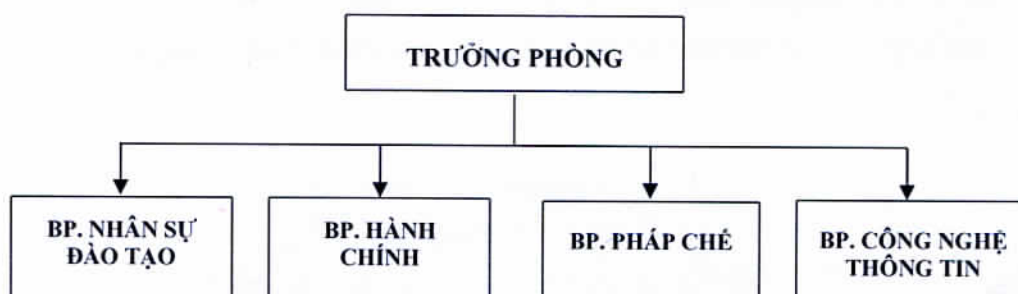 TRƯỞNG PHÒNG
BP. NHÂN SỰ
ĐÀO TẠO
BP. HÀNH
CHÍNH
BP. PHÁP CHẾ
BP. CÔNG NGHỆ
THÔNG TIN